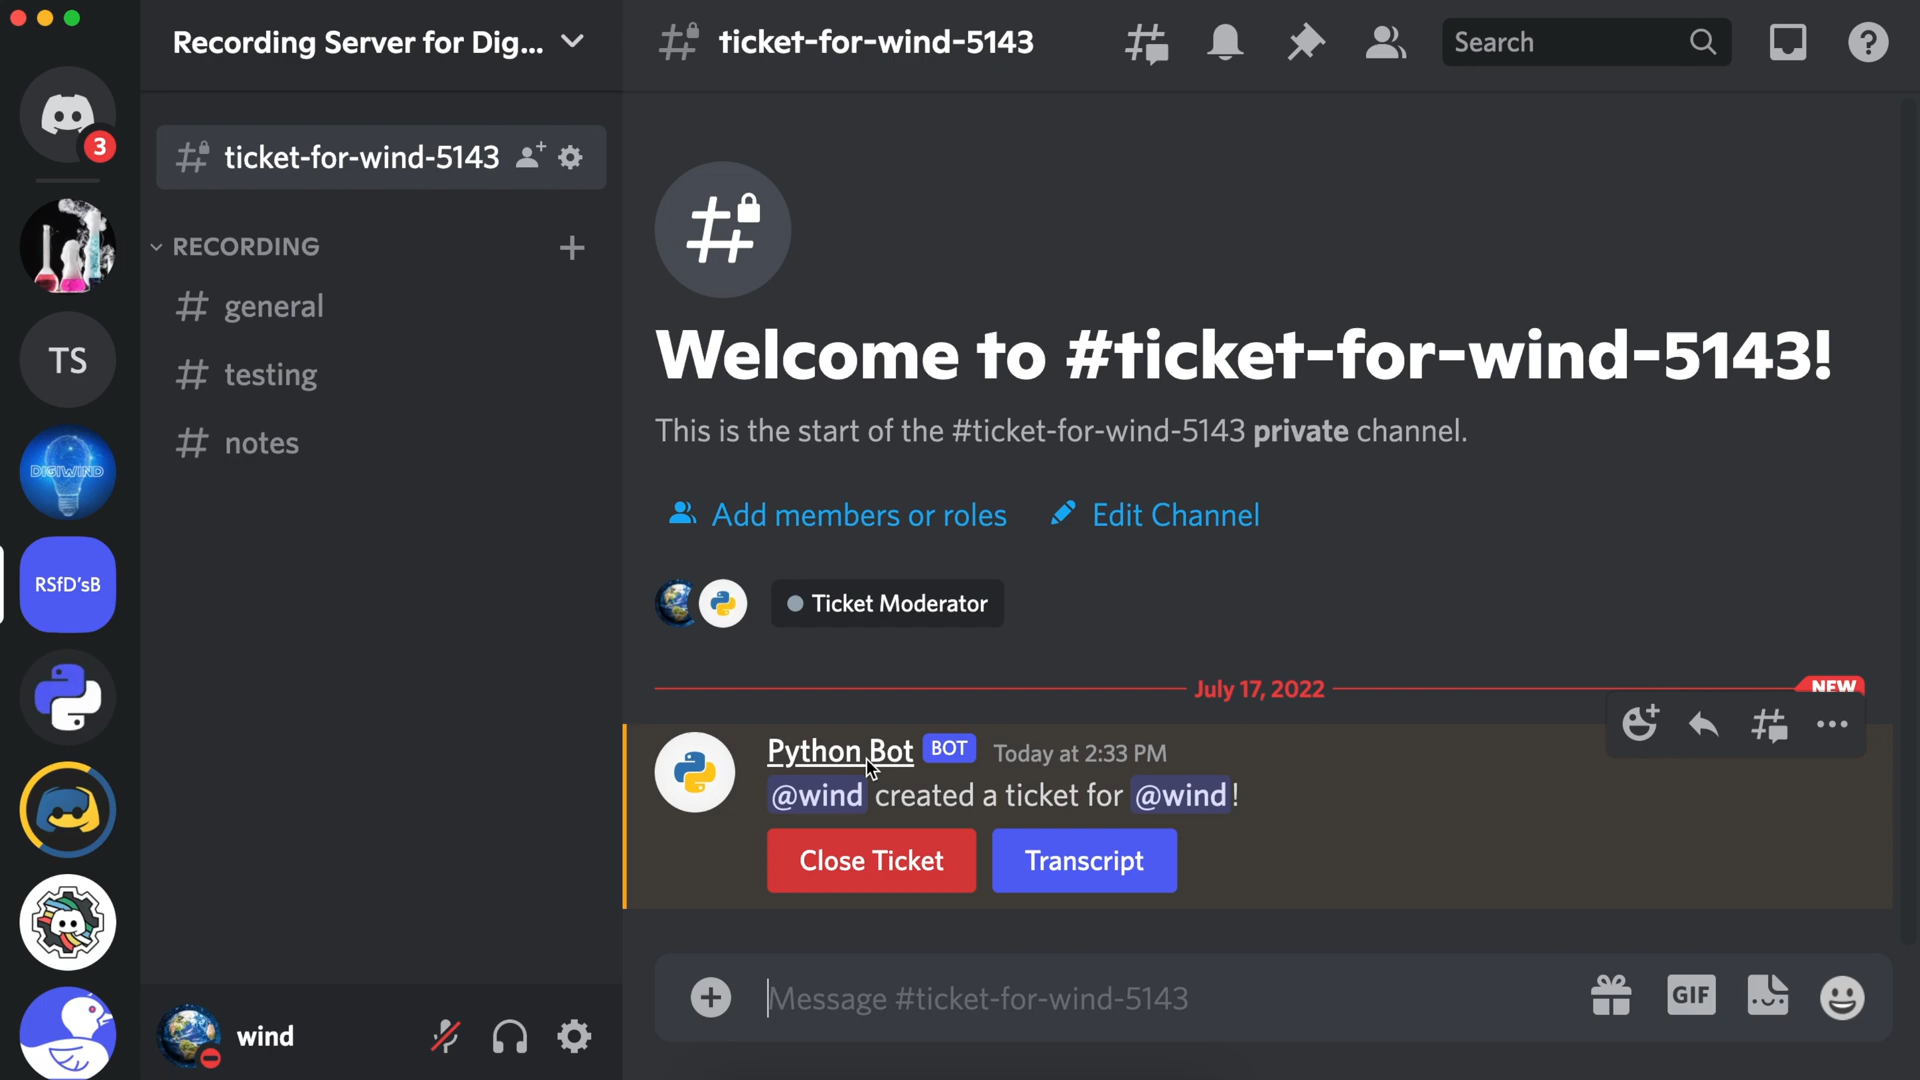 Recording Server for Dig...
ticket-for-wind-5143
Search
3
ticket-for-wind-5143
RECORDING
general
testing
notes
TS
DIGIWIND
RSfD'sB
Welcome to #ticket-for-wind-5143!
This is the start of the #ticket-for-wind-5143 private channel.
Add members or roles Edit Channel
Ticket Moderator
July 17, 2022
NEW
Python Bot BOT Today at 2:33 PM
@wind created a ticket for @wind!
Close Ticket Transcript
Message #ticket-for-wind-5143
GIF
wind